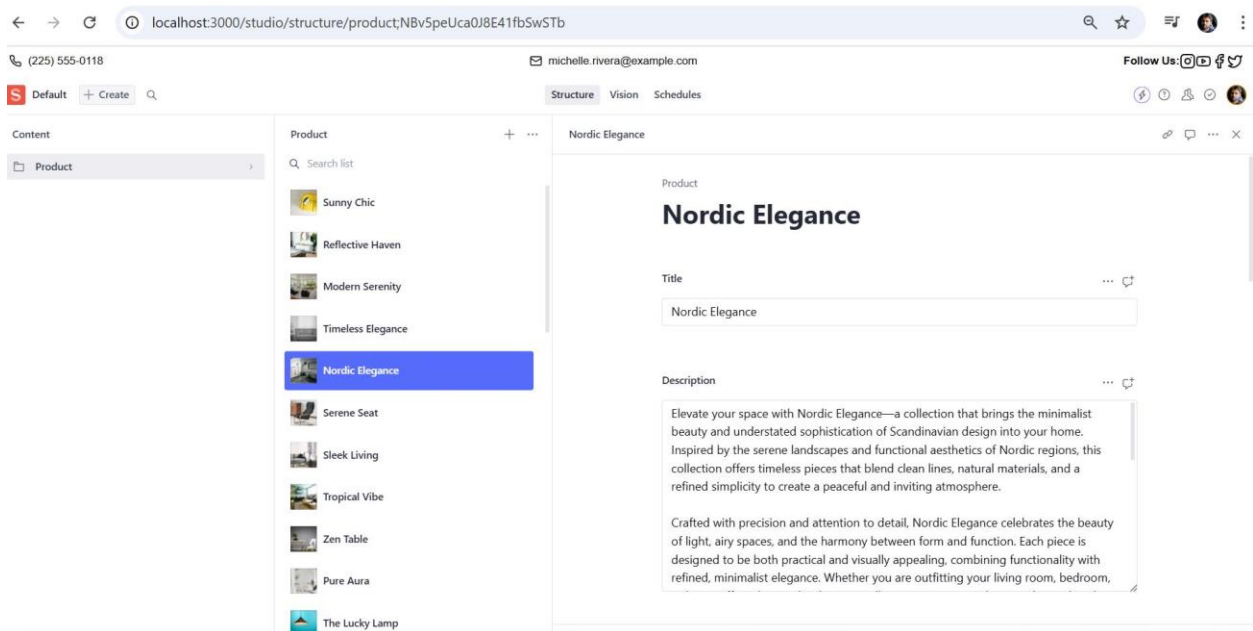 localhost:3000/studio/structure/product;NBv5peUca0J8E41fbSwSTb
(225) 555-0118
michelle.rivera@example.com
Follow Us:
S Default + Create
Structure Vision Schedules
Content
Product
Product
Search list
Sunny Chic
Reflective Haven
Modern Serenity
Timeless Elegance
Nordic Elegance
Serene Seat
Sleek Living
Tropical Vibe
Zen Table
Pure Aura
The Lucky Lamp
Nordic Elegance
Product
Nordic Elegance
Title
Nordic Elegance
Description
Elevate your space with Nordic Elegance—a collection that brings the minimalist
beauty and understated sophistication of Scandinavian design into your home.
Inspired by the serene landscapes and functional aesthetics of Nordic regions, this
collection offers timeless pieces that blend clean lines, natural materials, and a
refined simplicity to create a peaceful and inviting atmosphere.
Crafted with precision and attention to detail, Nordic Elegance celebrates the beauty
of light, airy spaces, and the harmony between form and function. Each piece is
designed to be both practical and visually appealing, combining functionality with
refined, minimalist elegance. Whether you are outfitting your living room, bedroom,